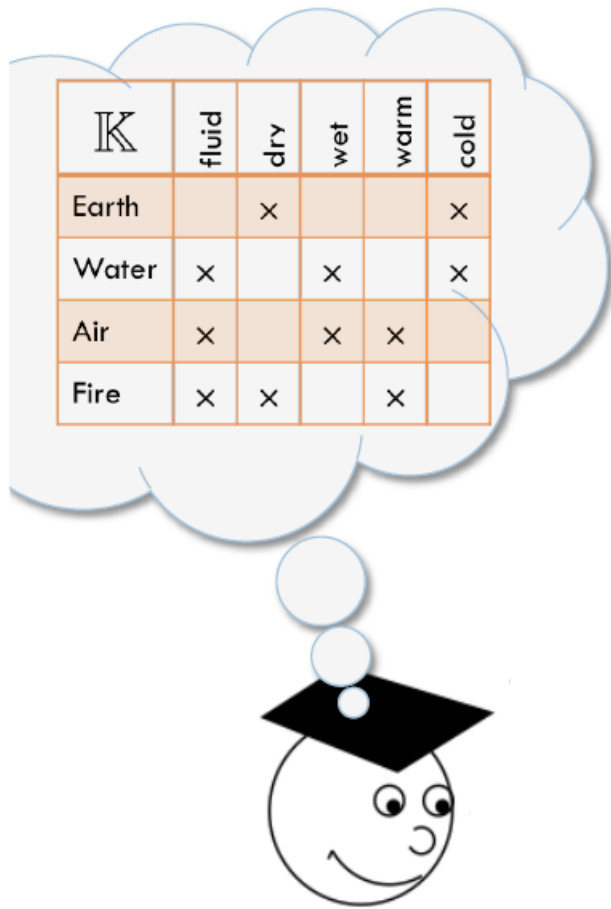 𝕂 fluid dry wet warm cold
Earth × ×
Water × × ×
Air × × ×
Fire × × ×